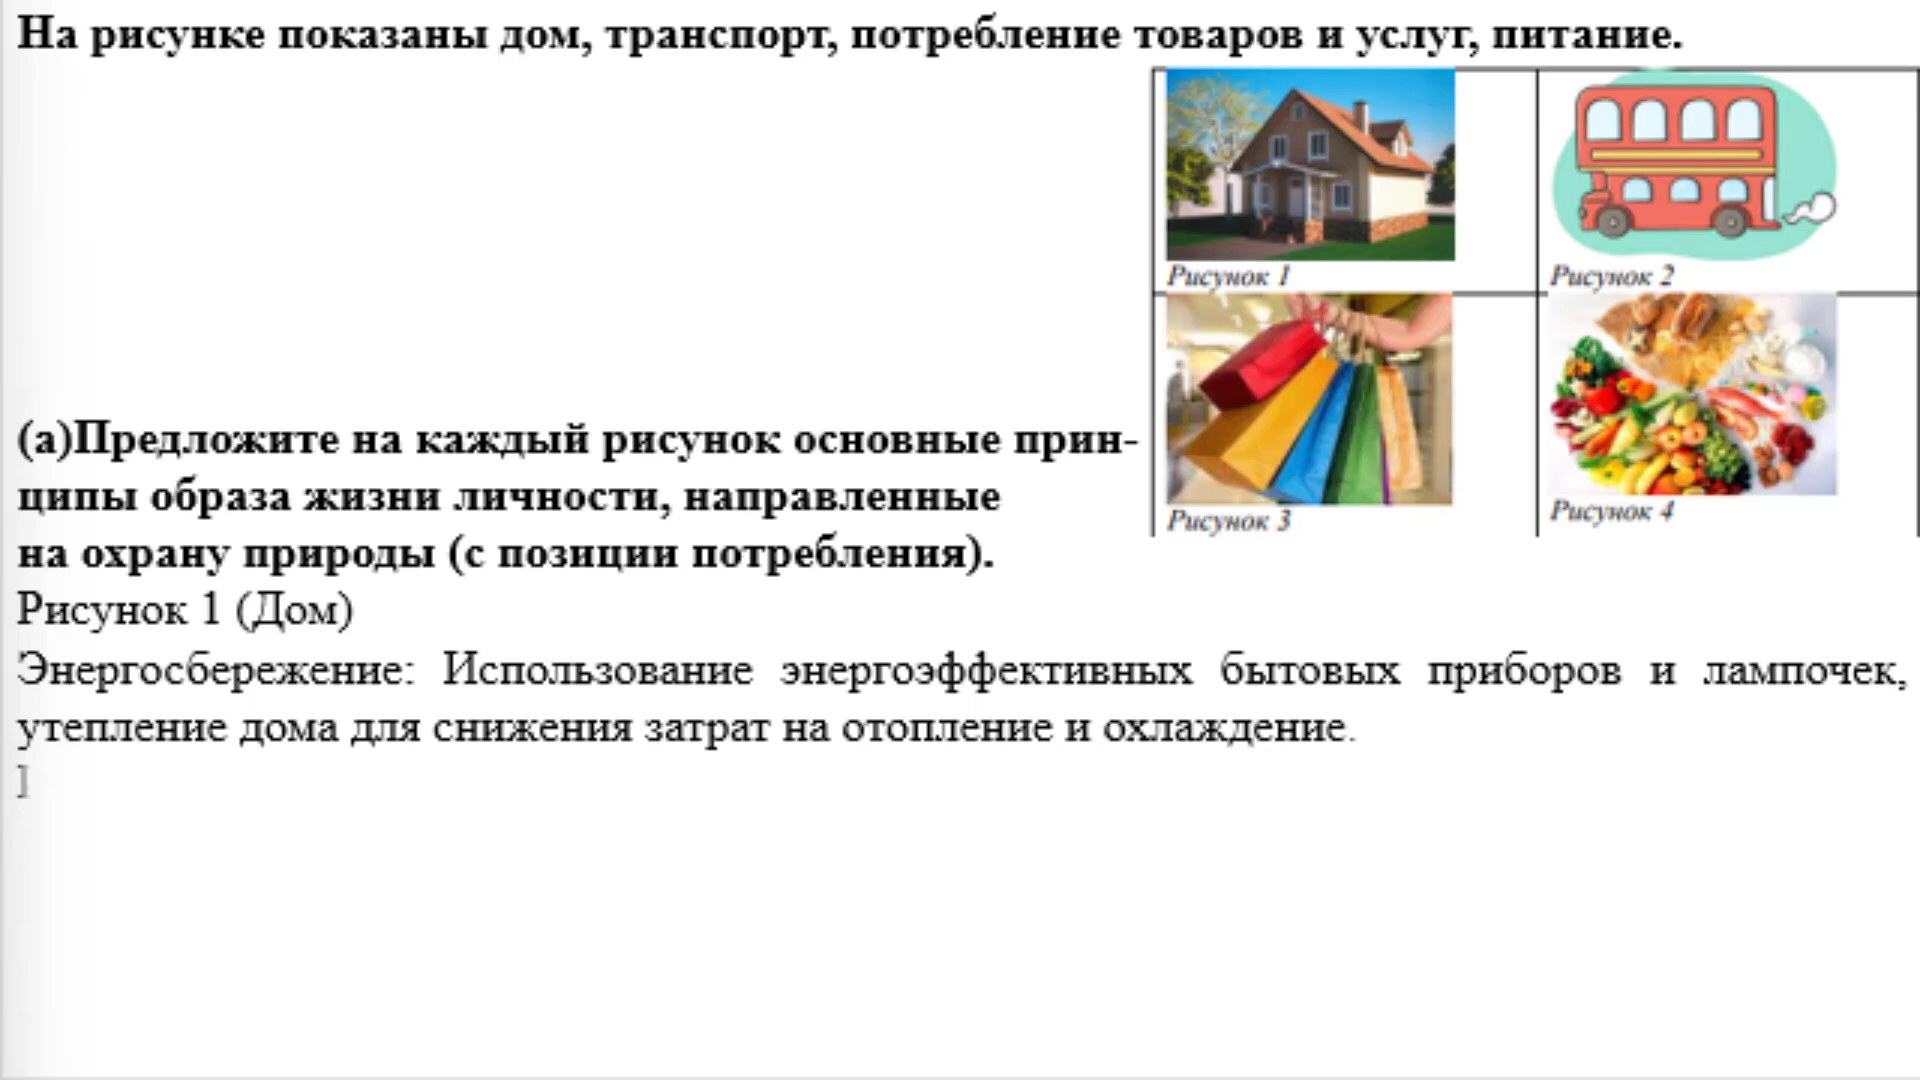 На рисунке показаны дом, транспорт, потребление товаров и услуг, питание.
Рисунок 1
Рисунок 2
Рисунок 3
Рисунок 4
(а)Предложите на каждый рисунок основные прин-
ципы образа жизни личности, направленные
на охрану природы (с позиции потребления).
Рисунок 1 (Дом)
Энергосбережение: Использование энергоэффективных бытовых приборов и лампочек,
утепление дома для снижения затрат на отопление и охлаждение.